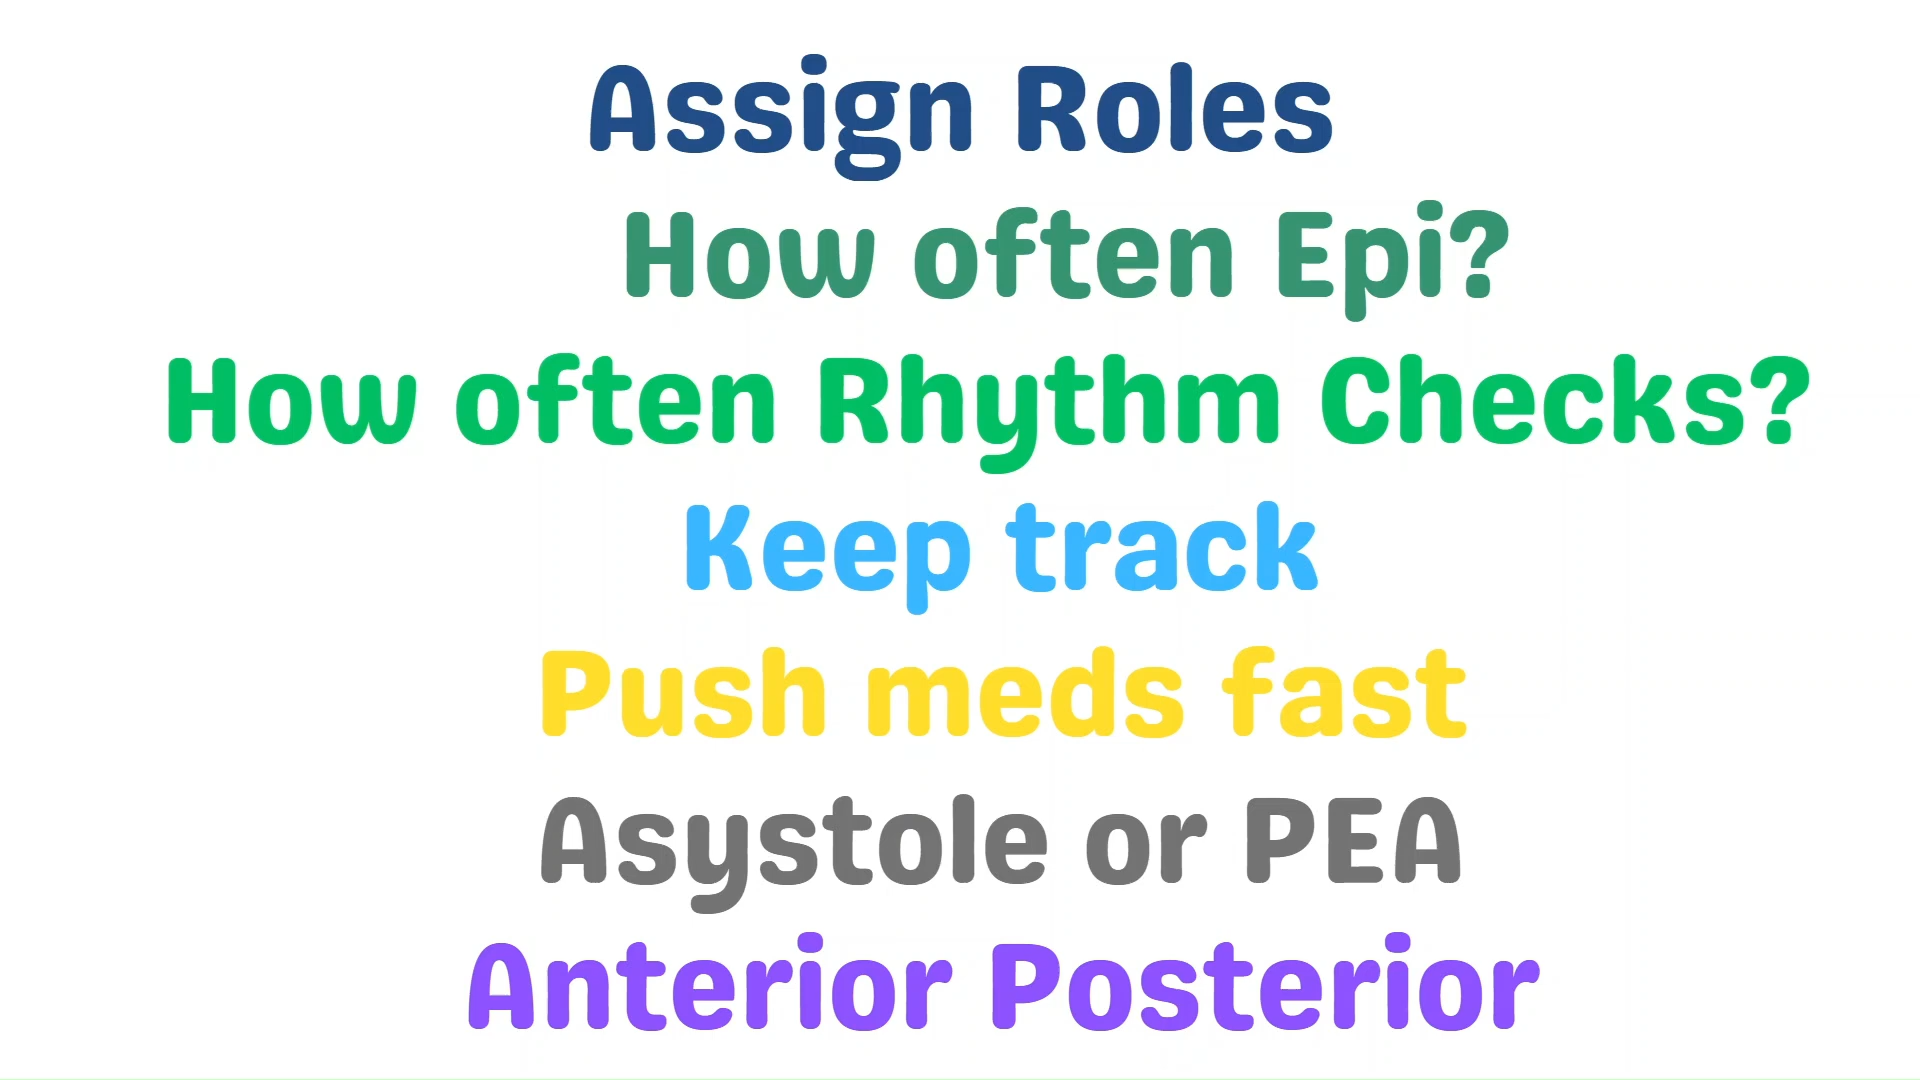 Assign Roles
How often Epi?
How often Rhythm Checks?
Keep track
Push meds fast
Asystole or PEA
Anterior Posterior